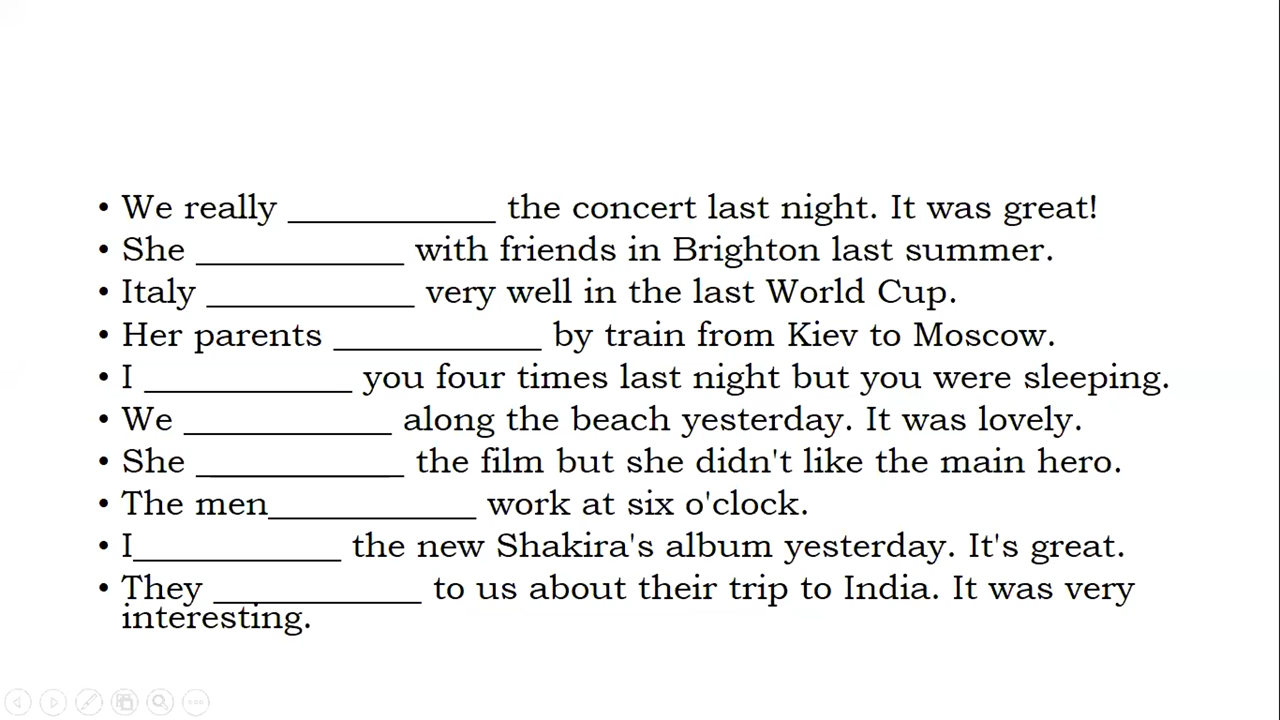 • We really ____________ the concert last night. It was great!
• She ____________ with friends in Brighton last summer.
• Italy ____________ very well in the last World Cup.
• Her parents ____________ by train from Kiev to Moscow.
• I ____________ you four times last night but you were sleeping.
• We ____________ along the beach yesterday. It was lovely.
• She ____________ the film but she didn't like the main hero.
• The men____________ work at six o'clock.
• I____________ the new Shakira's album yesterday. It's great.
• They ____________ to us about their trip to India. It was very
interesting.